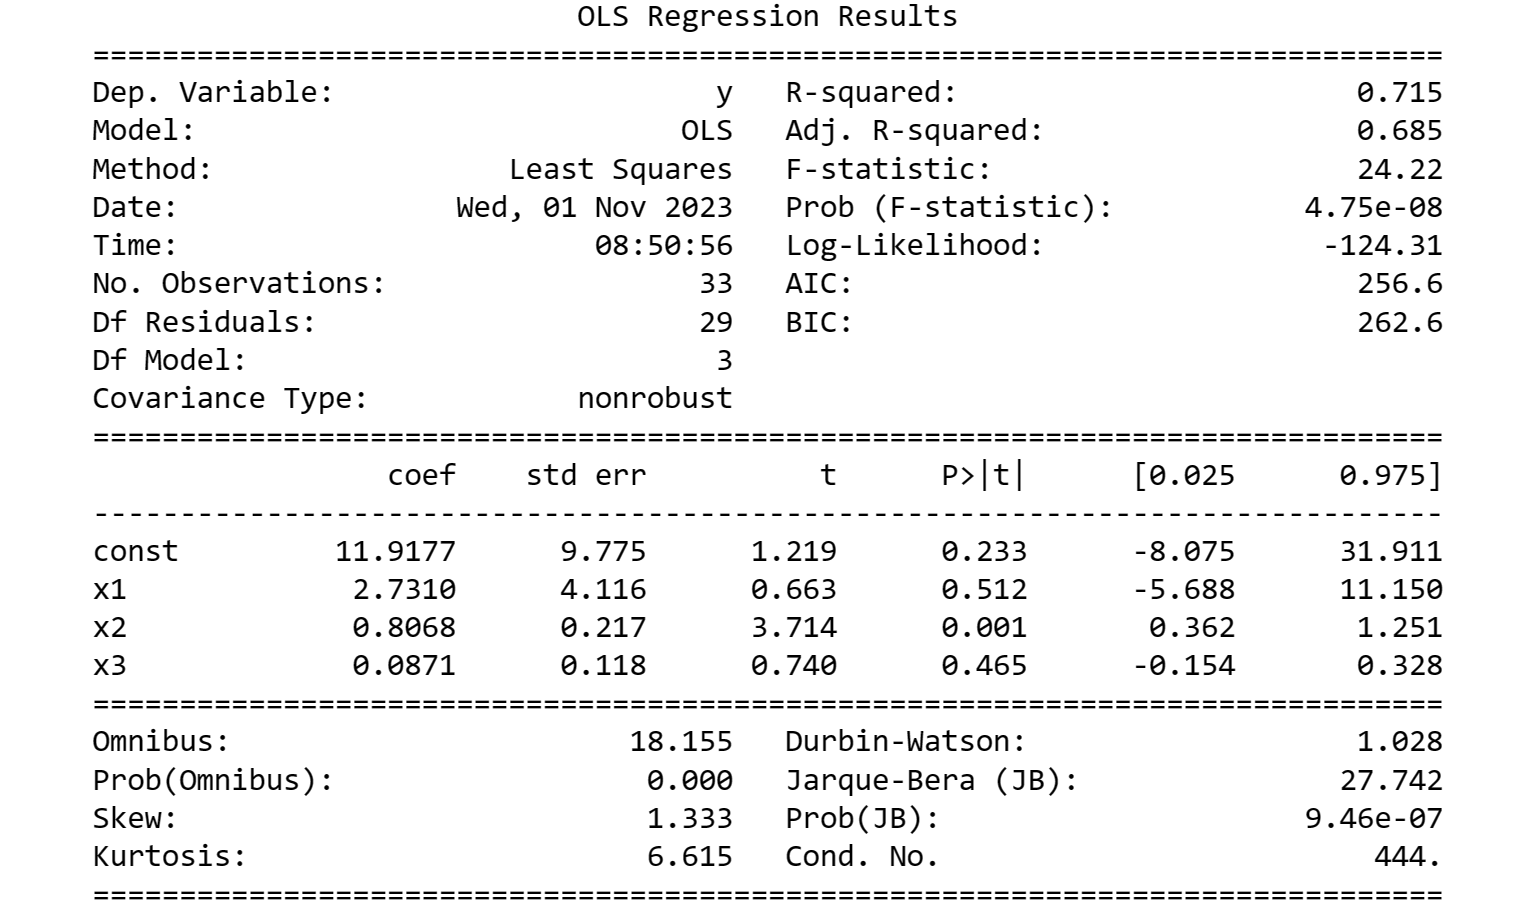 OLS Regression Results
==============================================================================
Dep. Variable:                      y   R-squared:                       0.715
Model:                            OLS   Adj. R-squared:                  0.685
Method:                 Least Squares   F-statistic:                     24.22
Date:                Wed, 01 Nov 2023   Prob (F-statistic):           4.75e-08
Time:                        08:50:56   Log-Likelihood:                -124.31
No. Observations:                  33   AIC:                             256.6
Df Residuals:                      29   BIC:                             262.6
Df Model:                           3
Covariance Type:            nonrobust
==============================================================================
                 coef    std err          t      P>|t|      [0.025      0.975]
------------------------------------------------------------------------------
const         11.9177      9.775      1.219      0.233      -8.075      31.911
x1             2.7310      4.116      0.663      0.512      -5.688      11.150
x2             0.8068      0.217      3.714      0.001       0.362       1.251
x3             0.0871      0.118      0.740      0.465      -0.154       0.328
==============================================================================
Omnibus:                       18.155   Durbin-Watson:                   1.028
Prob(Omnibus):                  0.000   Jarque-Bera (JB):               27.742
Skew:                           1.333   Prob(JB):                     9.46e-07
Kurtosis:                       6.615   Cond. No.                         444.
==============================================================================